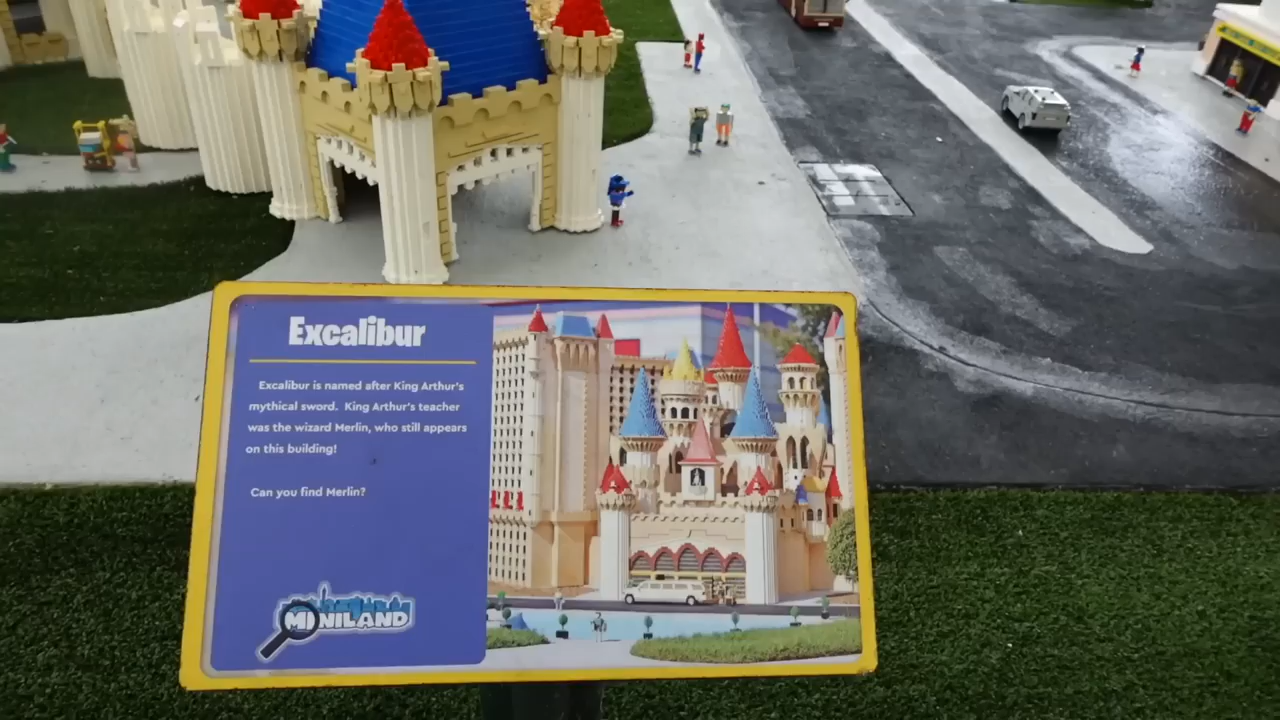 Excalibur
Excalibur is named after King Arthur's
mythical sword. King Arthur's teacher
was the wizard Merlin, who still appears
on this building!
Can you find Merlin?
MINILAND